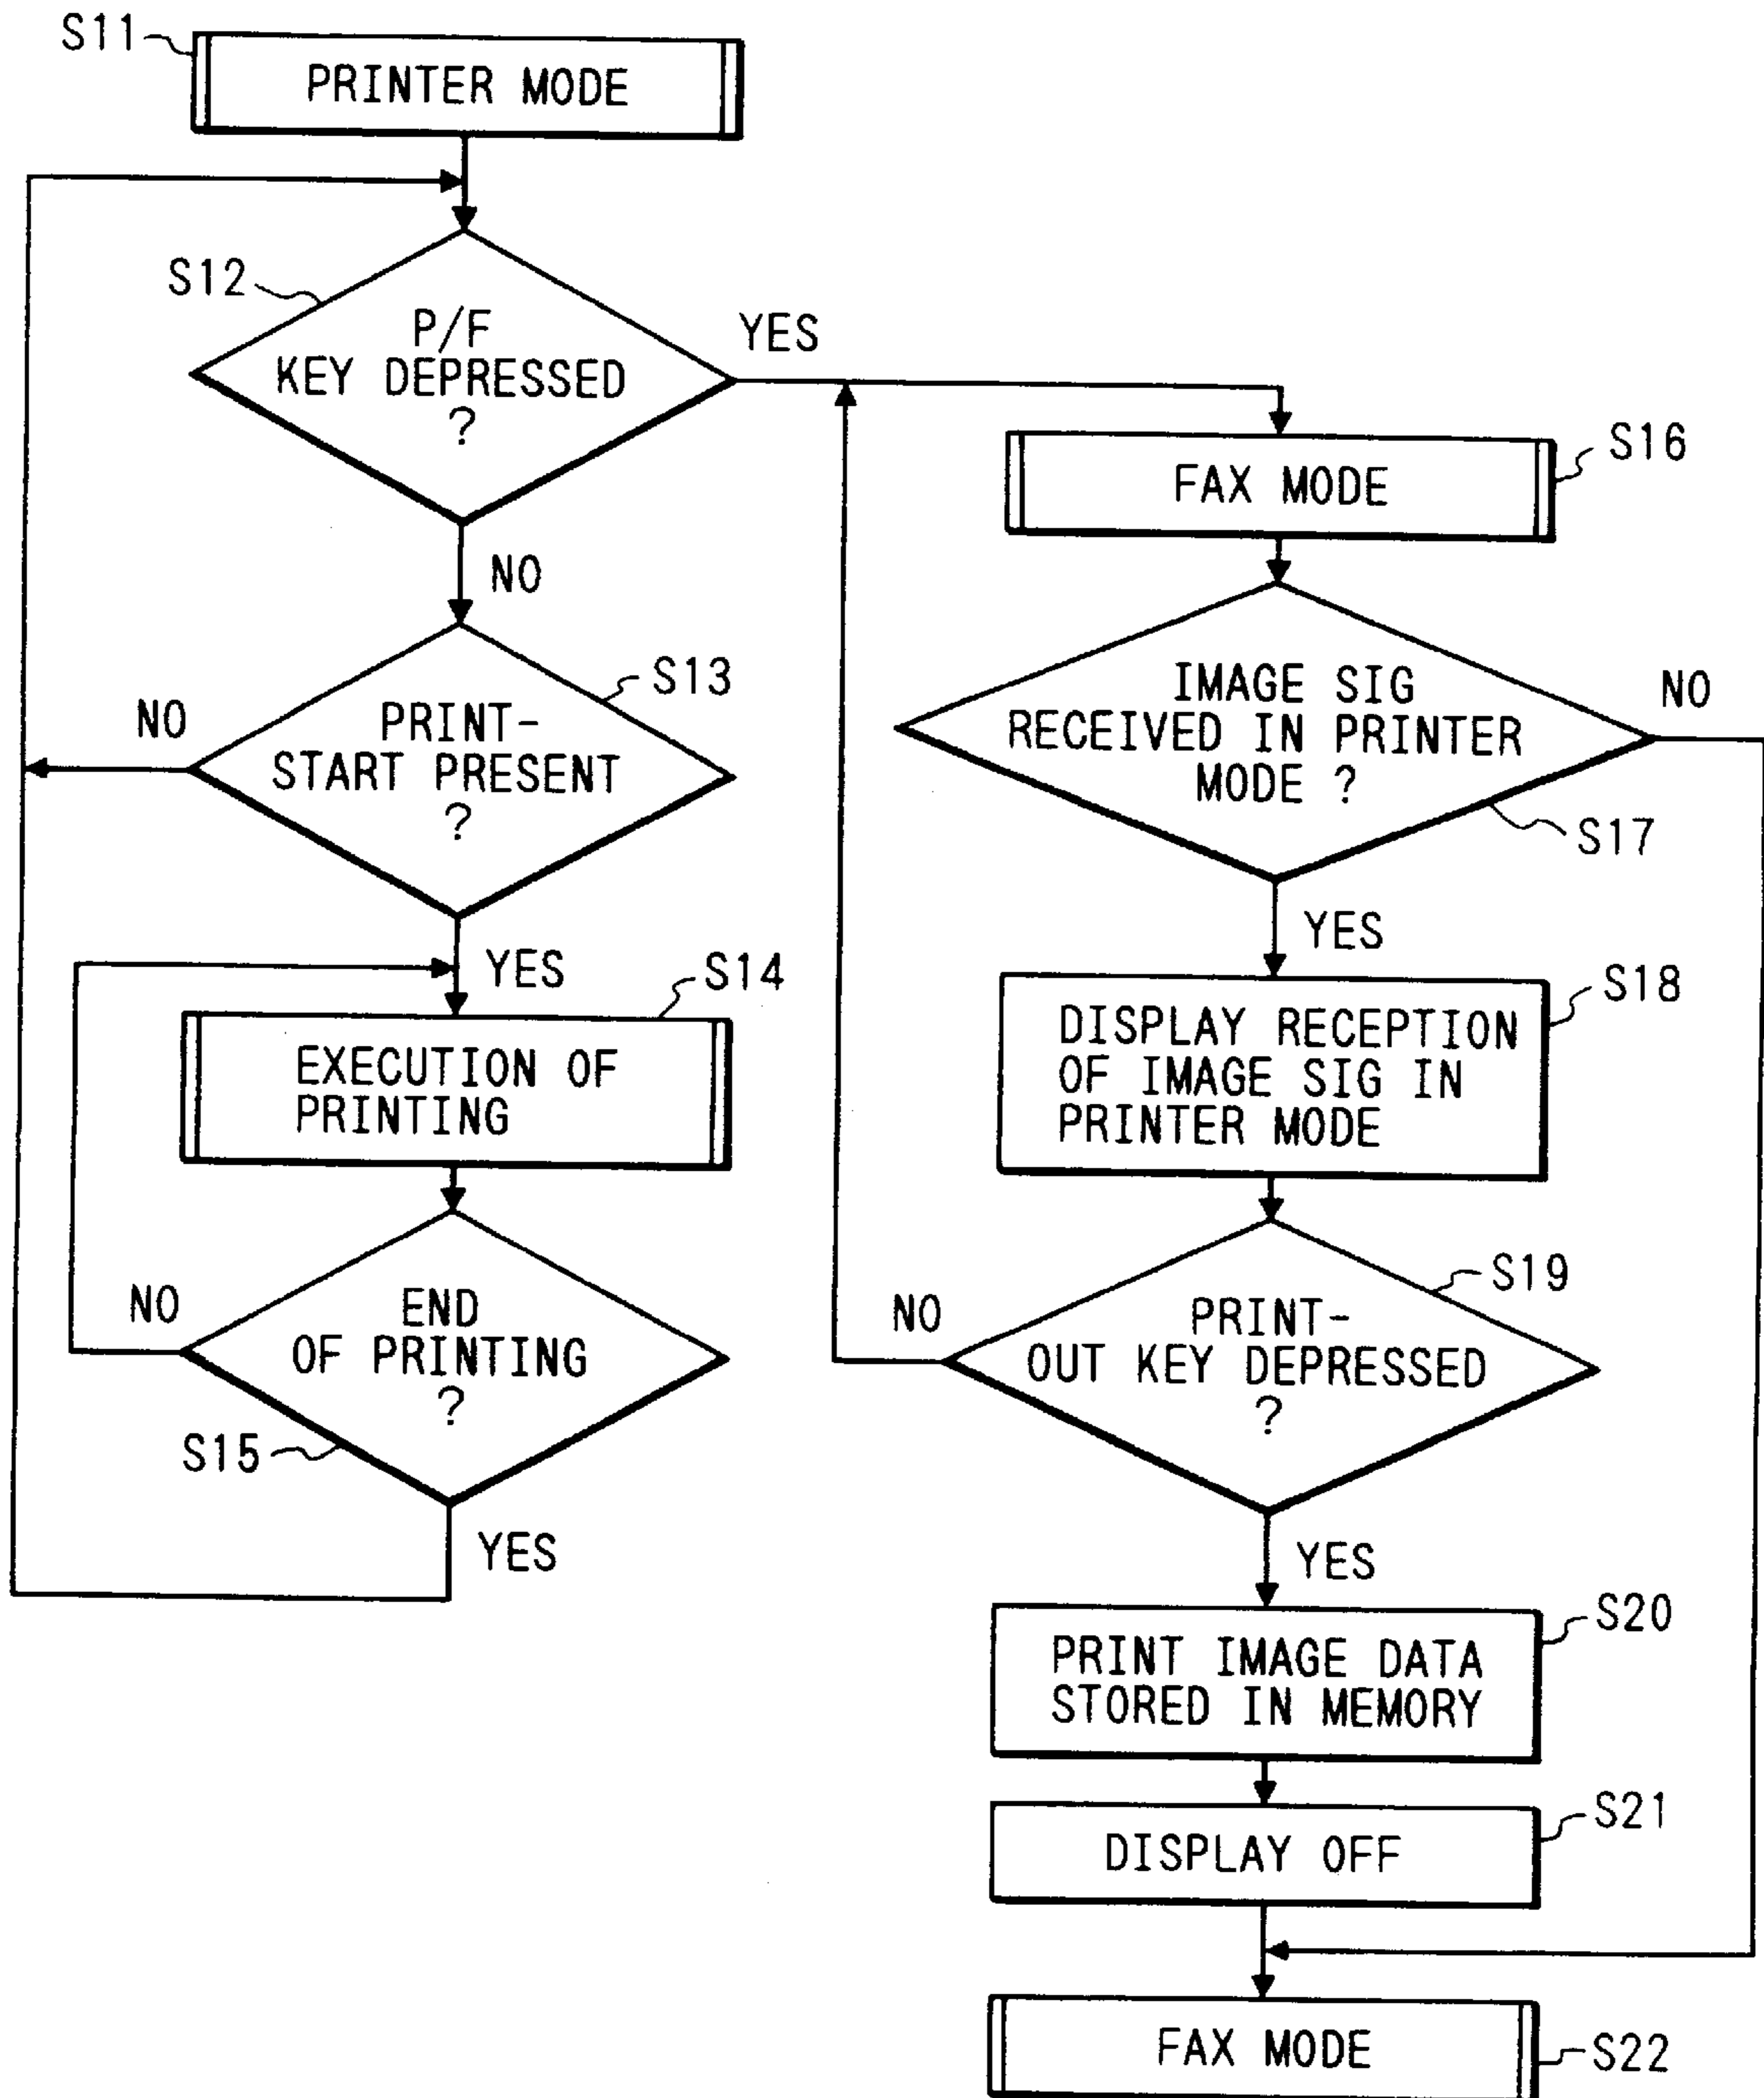 S11
PRINTER MODE
S12
P/F
KEY DEPRESSED
?
YES
NO
S13
PRINT-
START PRESENT
?
NO
YES
S14
EXECUTION OF
PRINTING
END
OF PRINTING
?
NO
S15
YES
S16
FAX MODE
IMAGE SIG
RECEIVED IN PRINTER
MODE ?
NO
S17
YES
S18
DISPLAY RECEPTION
OF IMAGE SIG IN
PRINTER MODE
S19
PRINT-
OUT KEY DEPRESSED
?
NO
YES
S20
PRINT IMAGE DATA
STORED IN MEMORY
S21
DISPLAY OFF
FAX MODE
S22